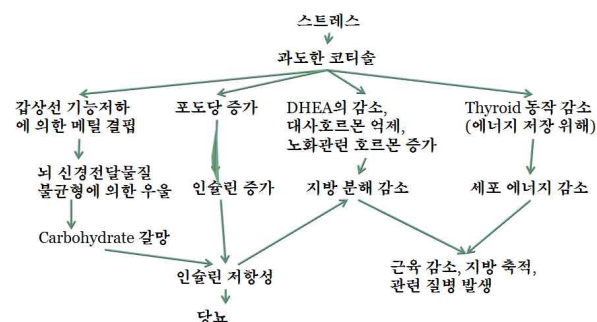 스트레스
과도한 코티솔
갑상선 기능저하
에 의한 메틸 결핍
포도당 증가
DHEA의 감소,
대사호르몬 억제,
노화관련 호르몬 증가
Thyroid 동작 감소
(에너지 저장 위해)
뇌 신경전달물질
불균형에 의한 우울
인슐린 증가
지방 분해 감소
세포 에너지 감소
Carbohydrate 갈망
인슐린 저항성
근육 감소, 지방 축적,
관련 질병 발생
당뇨